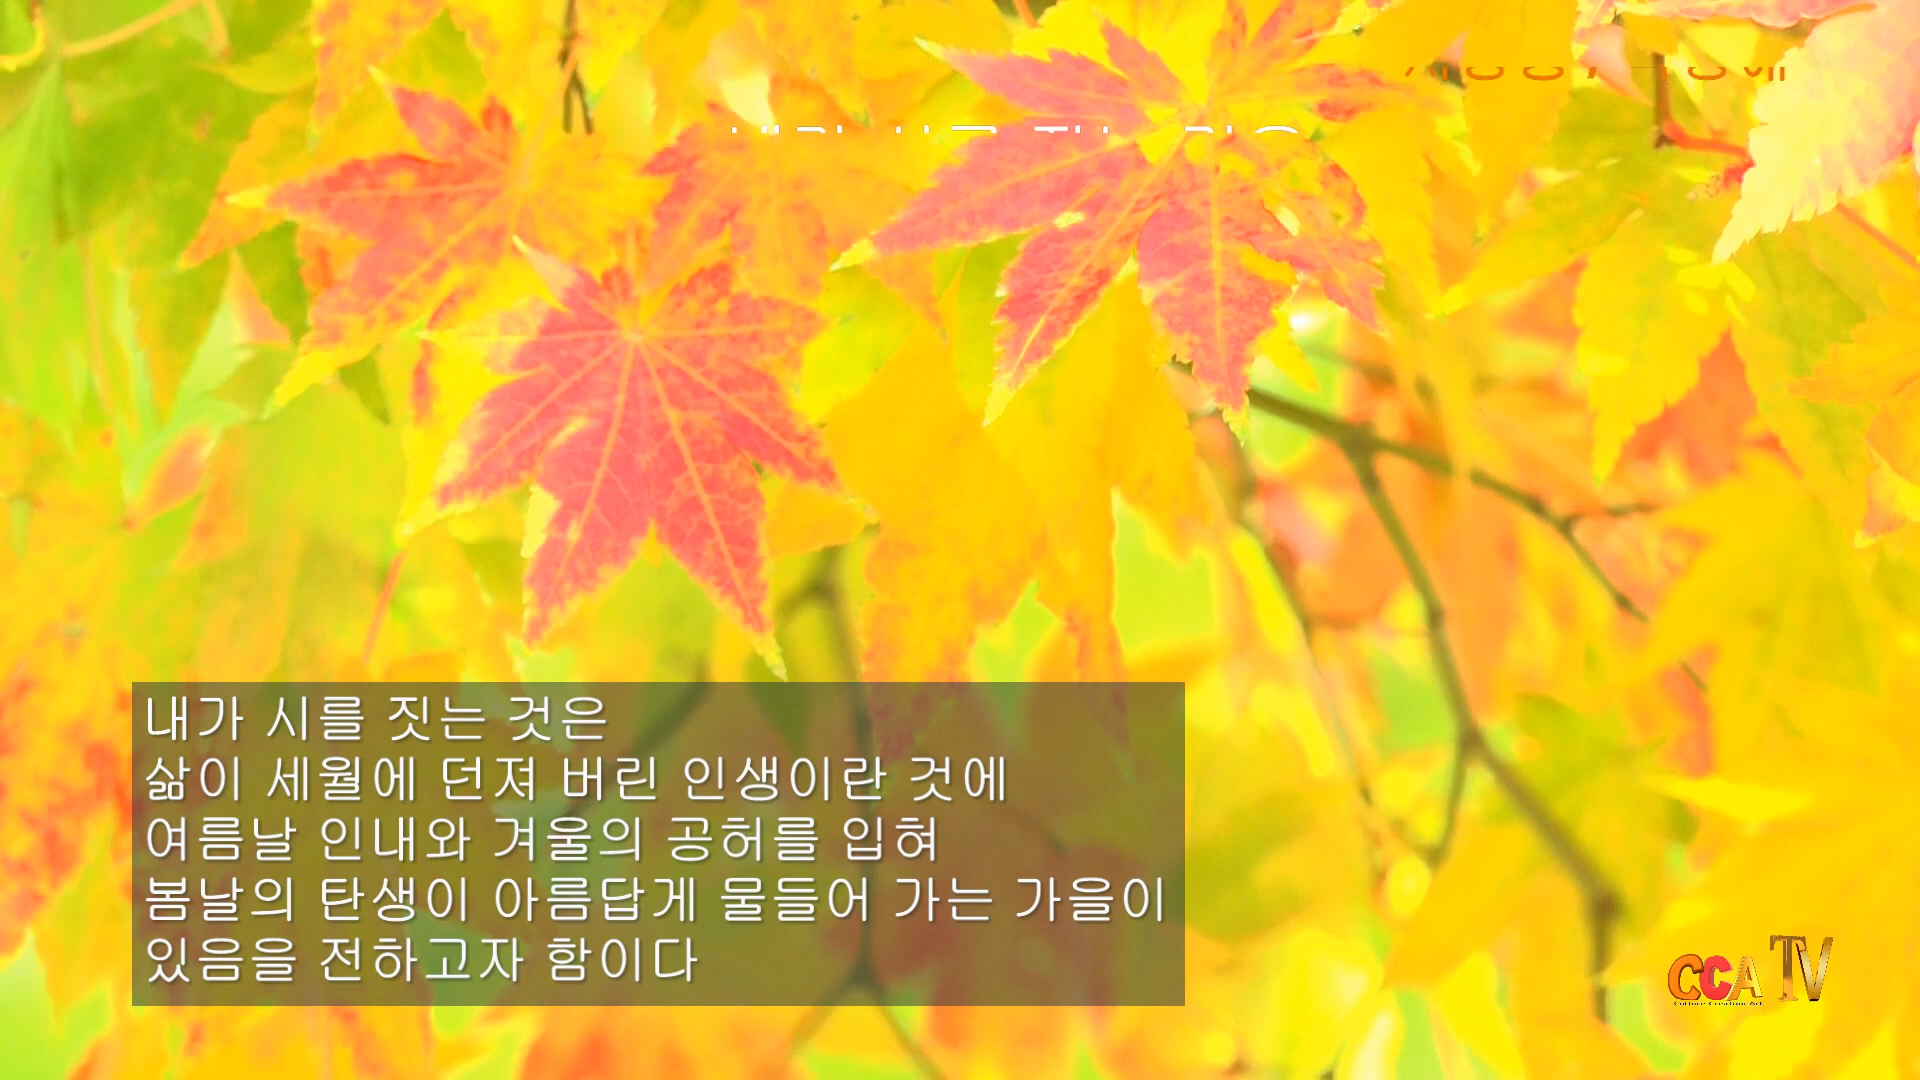 내가 시를 짓는 것은
삶이 세월에 던져 버린 인생이란 것에
여름날 인내와 겨울의 공허를 입혀
봄날의 탄생이 아름답게 물들어 가는 가을이
있음을 전하고자 함이다
CCA TV
Culture Creation Art